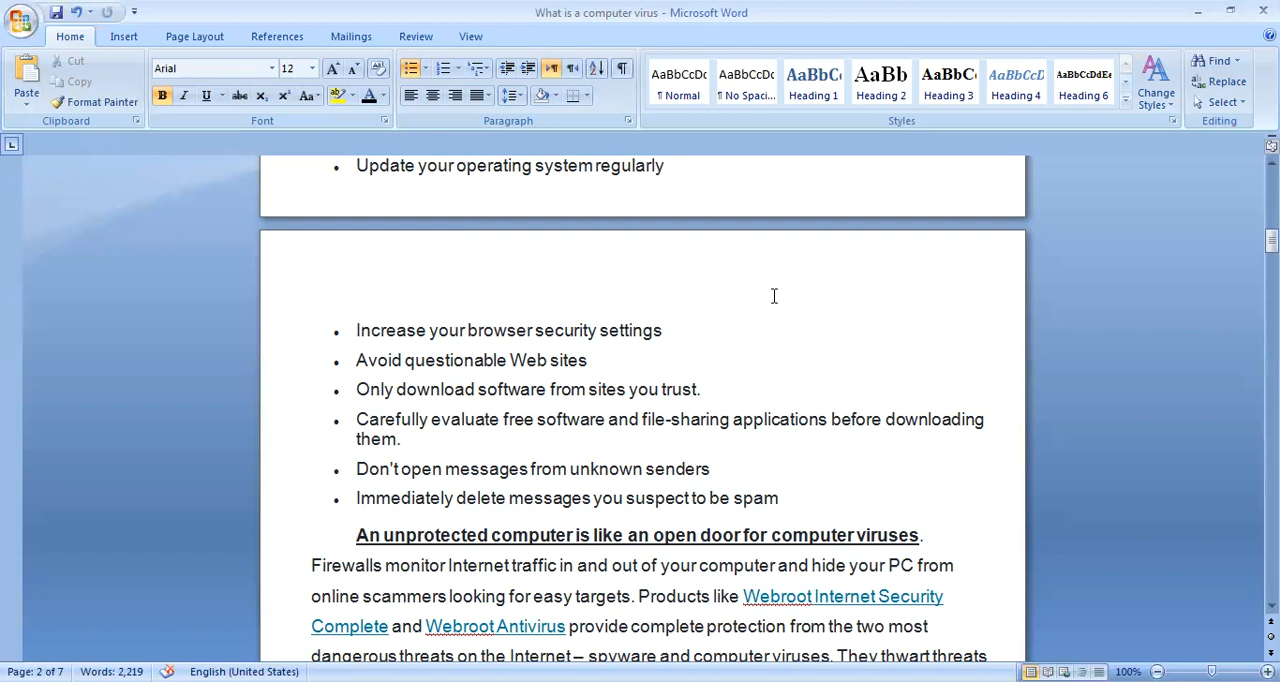 What is a computer virus - Microsoft Word
Home Insert Page Layout References Mailings Review View
Paste
Cut
Copy
Format Painter
Clipboard
Arial 12
Font
Paragraph
AaBbCcDc AaBbCcDc AaBbC( AaBb AaBbC( AaBbCcD AaBbCcDdEe
¶ Normal ¶ No Spaci... Heading 1 Heading 2 Heading 3 Heading 4 Heading 6
Styles
Change
Styles
Find
Replace
Select
Editing
• Update your operating system regularly
• Increase your browser security settings
• Avoid questionable Web sites
• Only download software from sites you trust.
• Carefully evaluate free software and file-sharing applications before downloading
them.
• Don't open messages from unknown senders
• Immediately delete messages you suspect to be spam
An unprotected computer is like an open door for computer viruses.
Firewalls monitor Internet traffic in and out of your computer and hide your PC from
online scammers looking for easy targets. Products like Webroot Internet Security
Complete and Webroot Antivirus provide complete protection from the two most
dangerous threats on the Internet – spyware and computer viruses. They thwart threats
Page: 2 of 7 Words: 2,219 English (United States) 100%